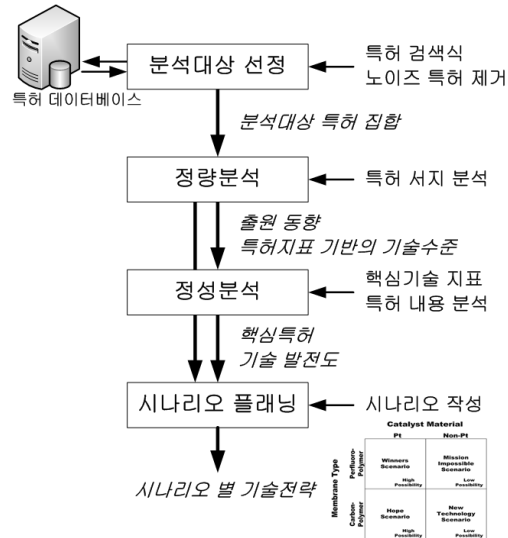 특허 데이터베이스
분석대상 선정
특허 검색식
노이즈 특허 제거
분석대상 특허 집합
정량분석
특허 서지 분석
출원 동향
특허지표 기반의 기술수준
정성분석
핵심기술 지표
특허 내용 분석
핵심특허
기술 발전도
시나리오 플래닝
시나리오 작성
시나리오 별 기술전략
Catalyst Material
Pt
Non-Pt
Membrane Type
Perfluoro-
Polymer
Winners
Scenario
High
Possibility
Mission
Impossible
Scenario
Low
Possibility
Carbon-
Polymer
Hope
Scenario
High
Possibility
New
Technology
Scenario
Low
Possibility